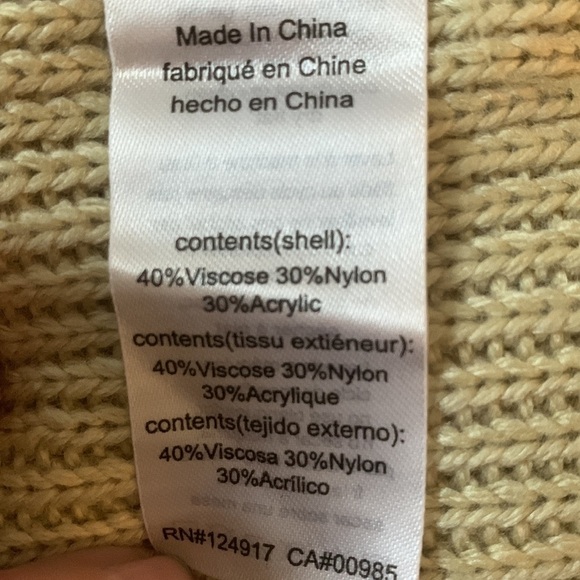 Made In China
fabriqué en Chine
hecho en China
contents(shell):
40%Viscose 30%Nylon
30%Acrylic
contents(tissu extiéneur):
40%Viscose 30%Nylon
30%Acrylique
contents(tejido externo):
40%Viscosa 30%Nylon
30%Acrílico
RN#124917 CA#00985